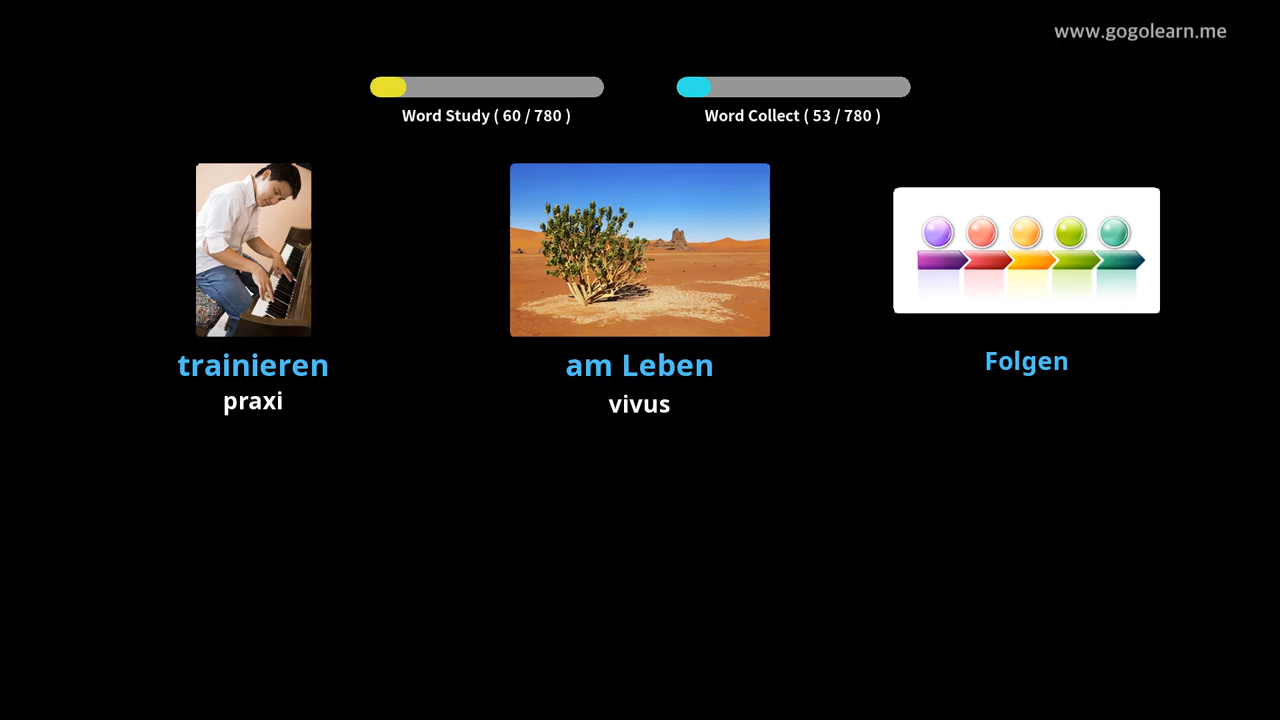 www.gogolearn.me
Word Study ( 60 / 780 )
Word Collect ( 53 / 780 )
trainieren
praxi
am Leben
vivus
Folgen